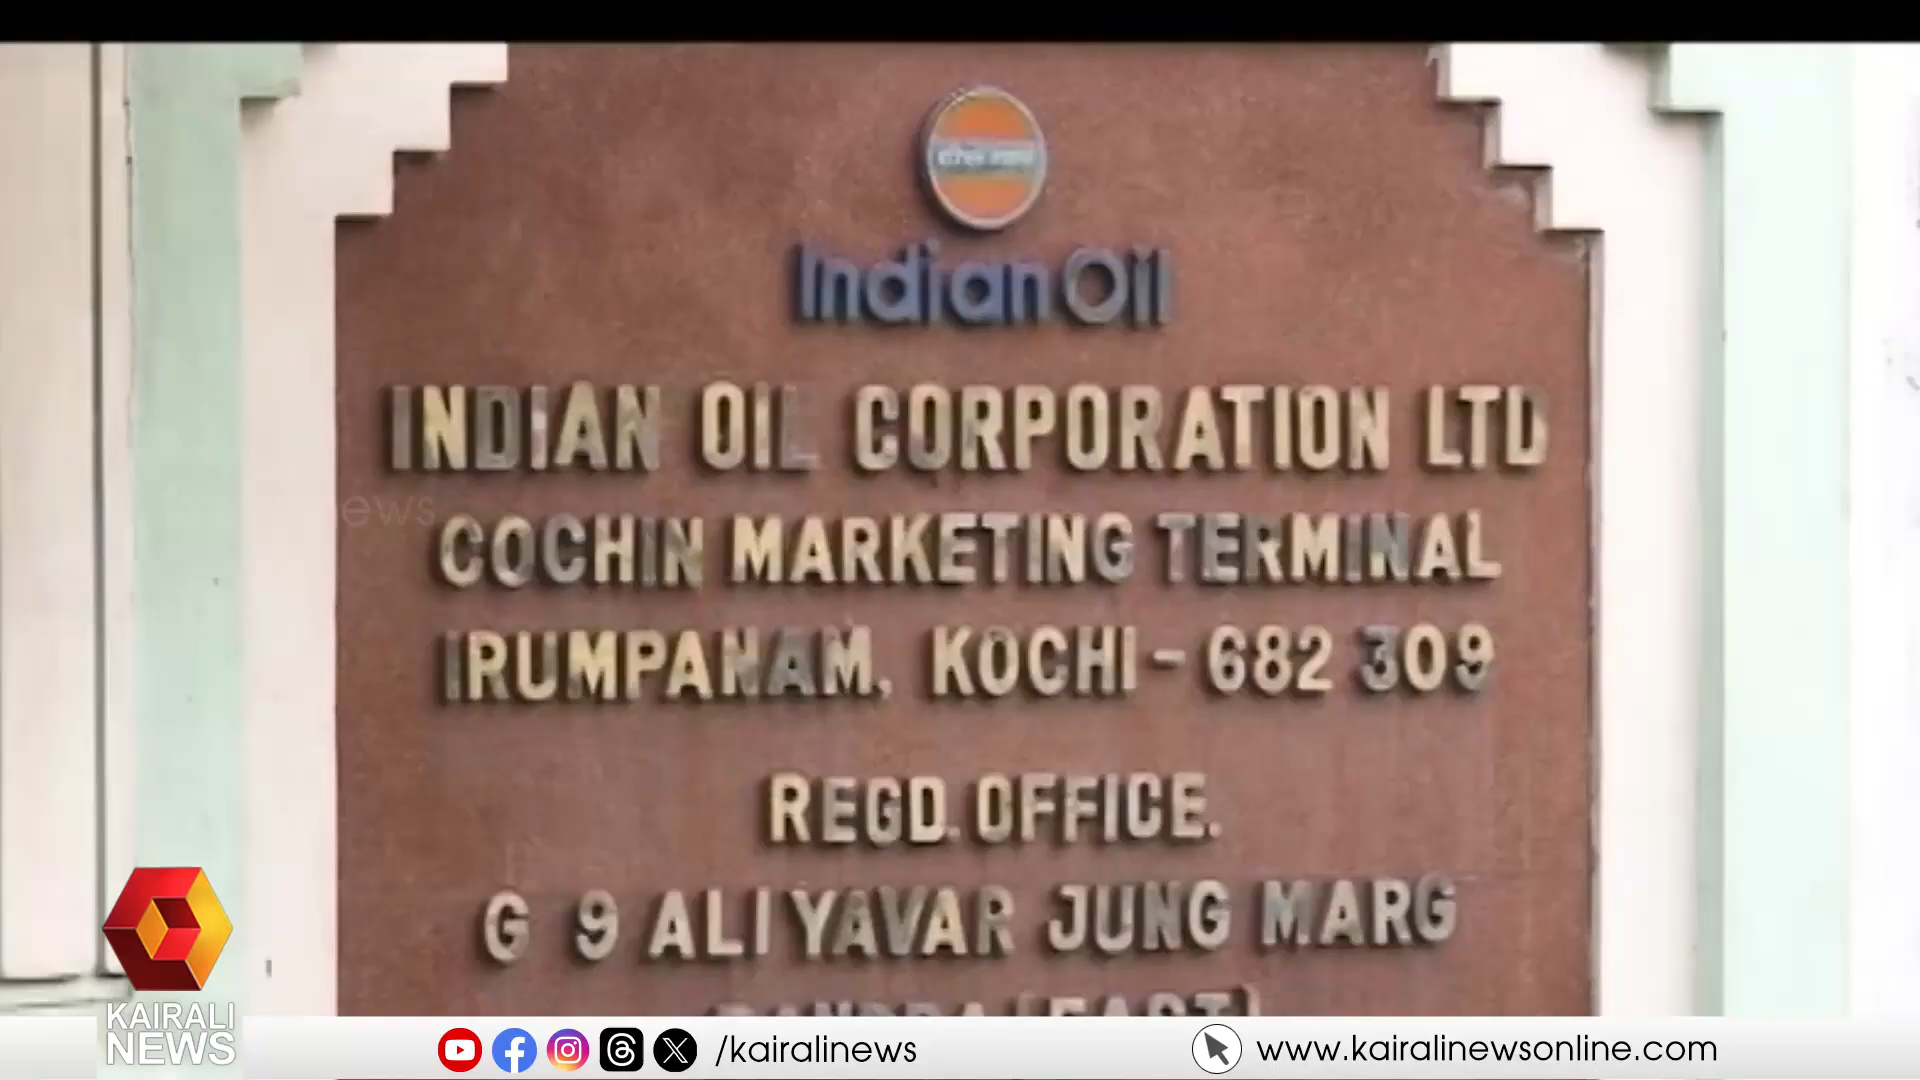 Indian Oil
INDIAN OIL CORPORATION LTD
COCHIN MARKETING TERMINAL
IRUMPANAM, KOCHI - 682 309
REGD. OFFICE.
G 9 ALI YAVAR JUNG MARG
KAIRALI
NEWS
/kairalinews
www.kairalinewsonline.com